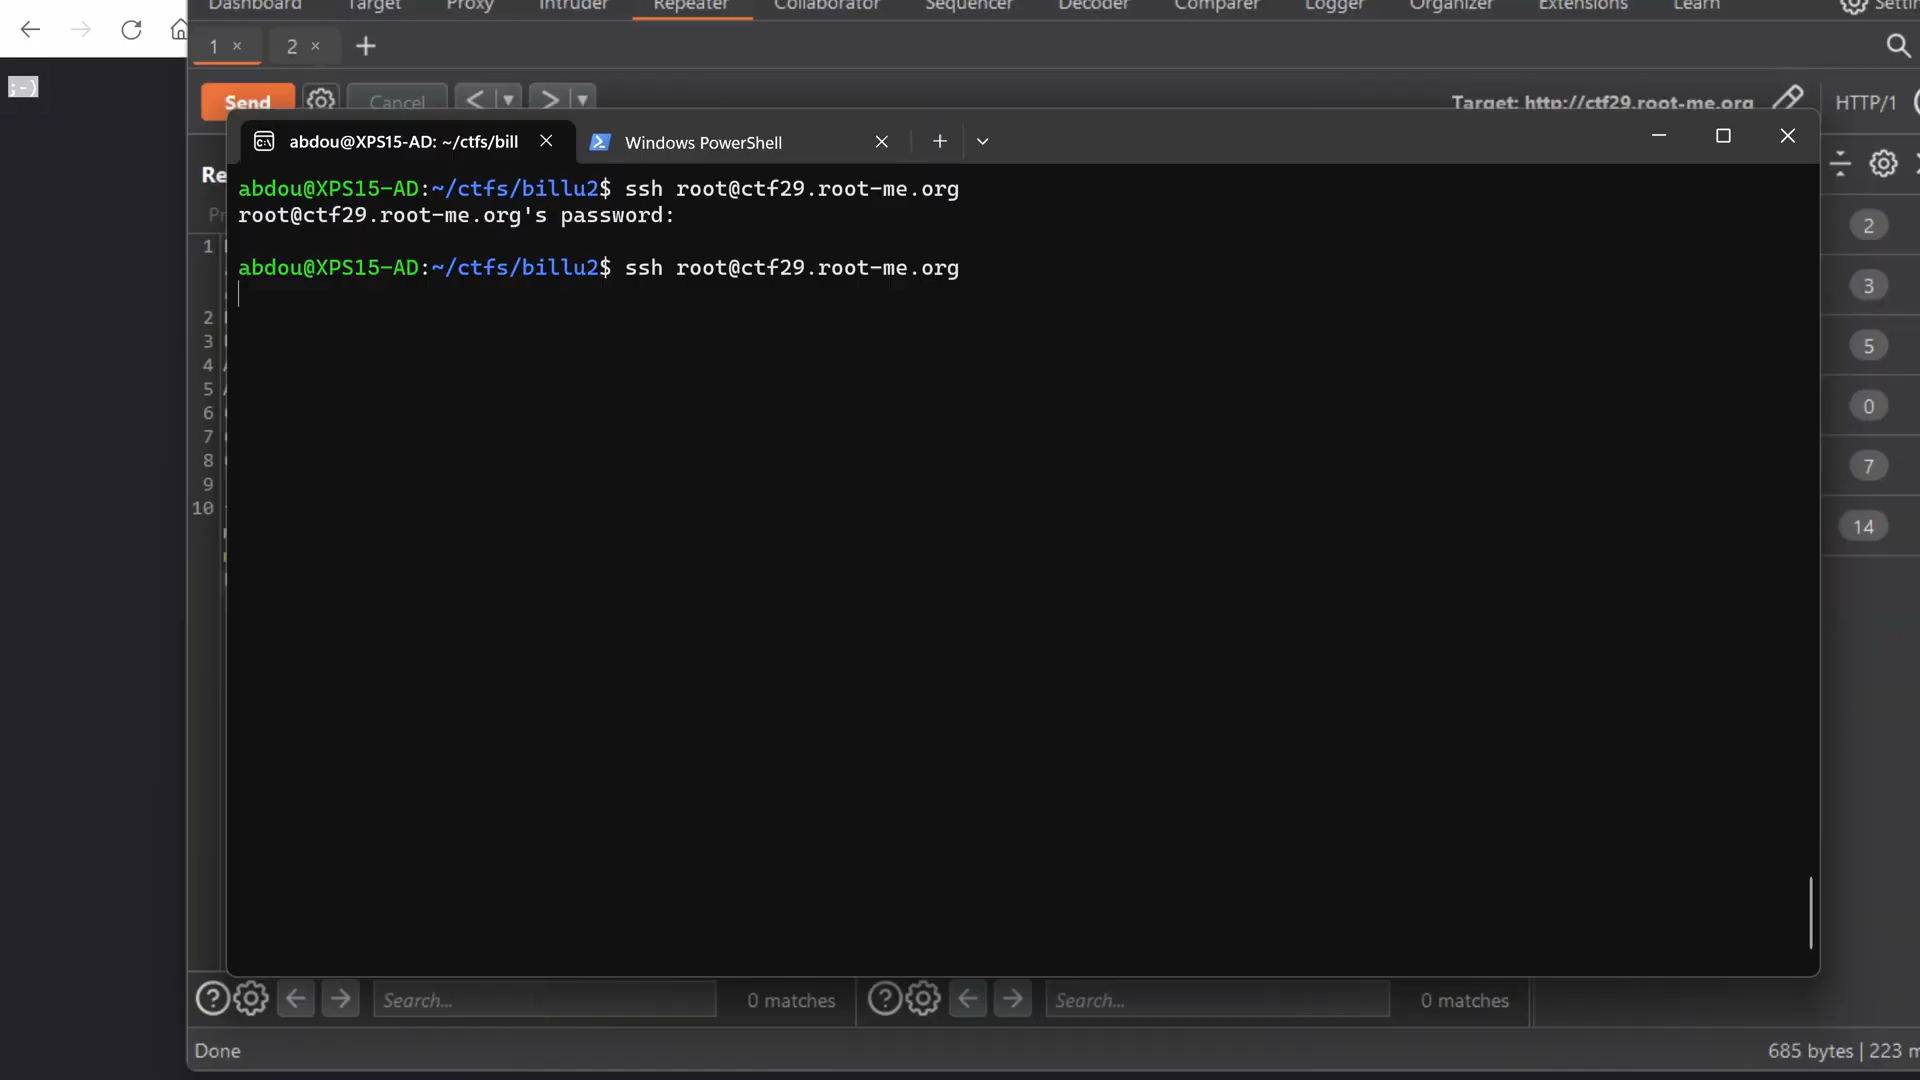 Dashboard Target Proxy Intruder Repeater Collaborator Sequencer Decoder Comparer Logger Organizer Extensions Learn
1 × 2 × +
;-)
Send Cancel < > Target: http://ctf29.root-me.org HTTP/1
abdou@XPS15-AD: ~/ctfs/bill Windows PowerShell
abdou@XPS15-AD:~/ctfs/billu2$ ssh root@ctf29.root-me.org
root@ctf29.root-me.org's password:
abdou@XPS15-AD:~/ctfs/billu2$ ssh root@ctf29.root-me.org
1
2
3
4
5
6
7
8
9
10
2
3
5
0
7
14
Search... 0 matches Search... 0 matches
Done 685 bytes | 223